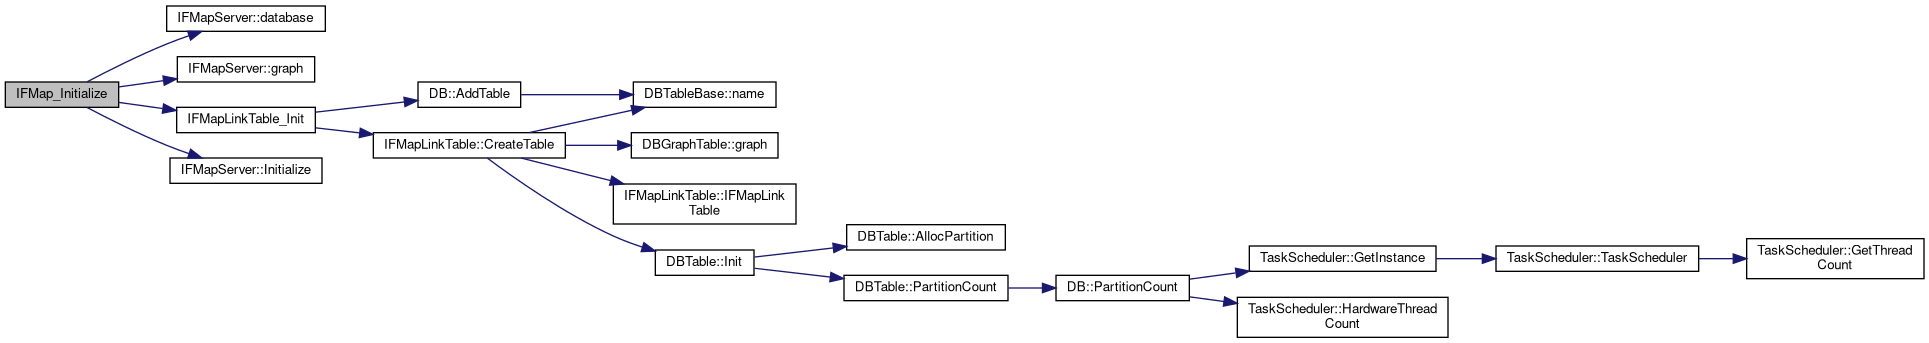 IFMapServer::database
IFMapServer::graph
IFMap_Initialize
IFMapLinkTable_Init
IFMapServer::Initialize
DB::AddTable
IFMapLinkTable::CreateTable
DBTableBase::name
DBGraphTable::graph
IFMapLinkTable::IFMapLink
Table
DBTable::Init
DBTable::AllocPartition
DBTable::PartitionCount
DB::PartitionCount
TaskScheduler::GetInstance
TaskScheduler::HardwareThread
Count
TaskScheduler::TaskScheduler
TaskScheduler::GetThread
Count